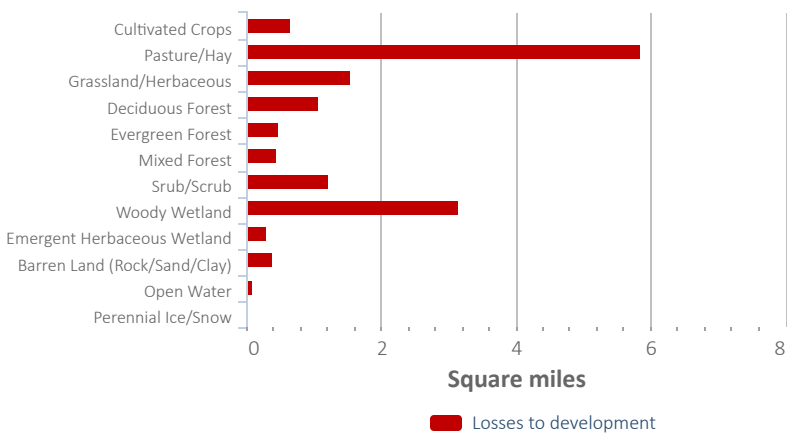 Cultivated Crops
Pasture/Hay
Grassland/Herbaceous
Deciduous Forest
Evergreen Forest
Mixed Forest
Srub/Scrub
Woody Wetland
Emergent Herbaceous Wetland
Barren Land (Rock/Sand/Clay)
Open Water
Perennial Ice/Snow
0 2 4 6 8
Square miles
Losses to development